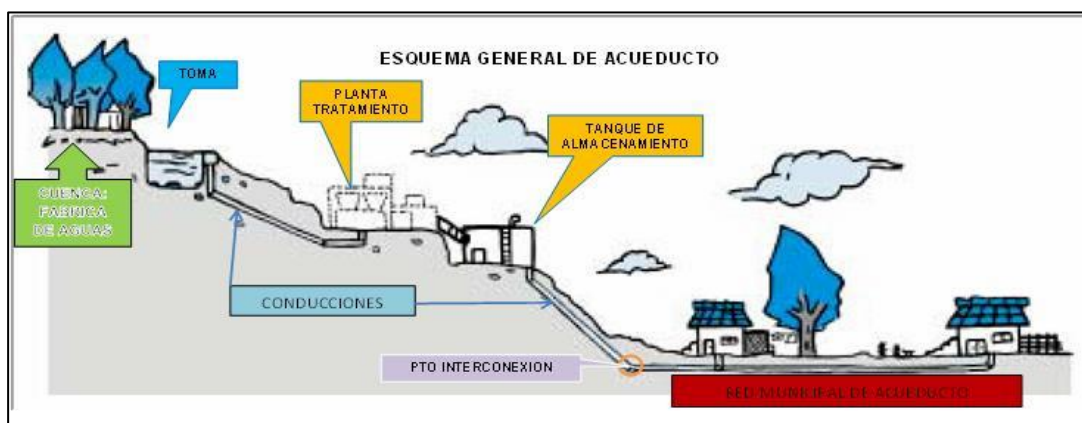 ESQUEMA GENERAL DE ACUEDUCTO
TOMA
PLANTA
TRATAMIENTO
TANQUE DE
ALMACENAMIENTO
CUENCA:
FABRICA
DE AGUAS
CONDUCCIONES
PTO INTERCONEXION
RED MUNICIPAL DE ACUEDUCTO